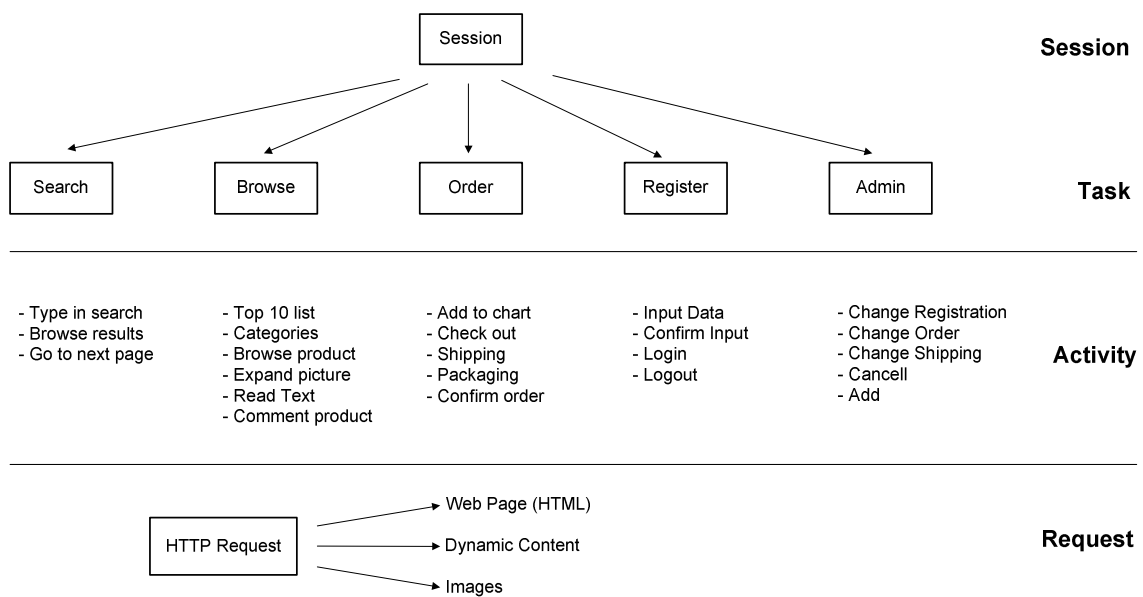 Session
Session
Search
Browse
Order
Register
Admin
Task
- Type in search
- Browse results
- Go to next page
- Top 10 list
- Categories
- Browse product
- Expand picture
- Read Text
- Comment product
- Add to chart
- Check out
- Shipping
- Packaging
- Confirm order
- Input Data
- Confirm Input
- Login
- Logout
- Change Registration
- Change Order
- Change Shipping
- Cancell
- Add
Activity
HTTP Request
Web Page (HTML)
Dynamic Content
Images
Request